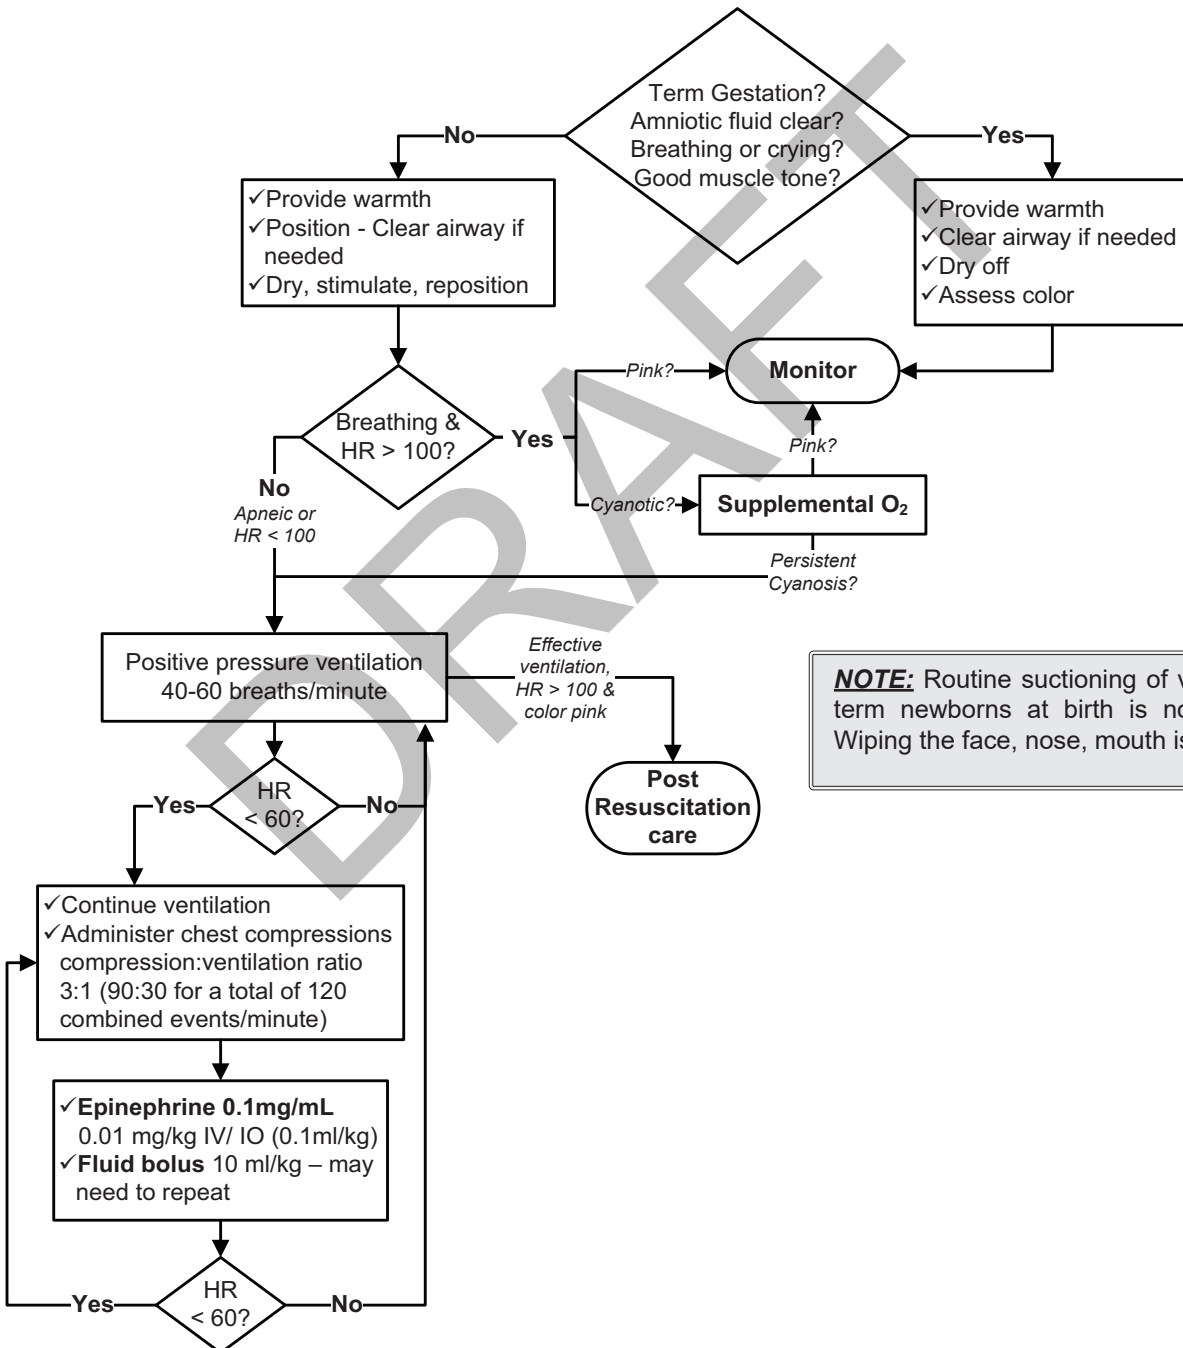 Term Gestation?
Amniotic fluid clear?
Breathing or crying?
Good muscle tone?
No
Yes
✓Provide warmth
✓Position - Clear airway if
needed
✓Dry, stimulate, reposition
✓Provide warmth
✓Clear airway if needed
✓Dry off
✓Assess color
Breathing &
HR > 100?
Yes
Pink?
Monitor
Pink?
Cyanotic?
Supplemental O₂
No
Apneic or
HR < 100
Persistent
Cyanosis?
Positive pressure ventilation
40-60 breaths/minute
Effective
ventilation,
HR > 100 &
color pink
NOTE: Routine suctioning of
term newborns at birth is
Wiping the face, nose, mouth
Post
Resuscitation
care
HR
< 60?
Yes
No
✓Continue ventilation
✓Administer chest compressions
compression:ventilation ratio
3:1 (90:30 for a total of 120
combined events/minute)
✓Epinephrine 0.1mg/mL
0.01 mg/kg IV/ IO (0.1ml/kg)
✓Fluid bolus 10 ml/kg – may
need to repeat
HR
< 60?
Yes
No
DRAFT